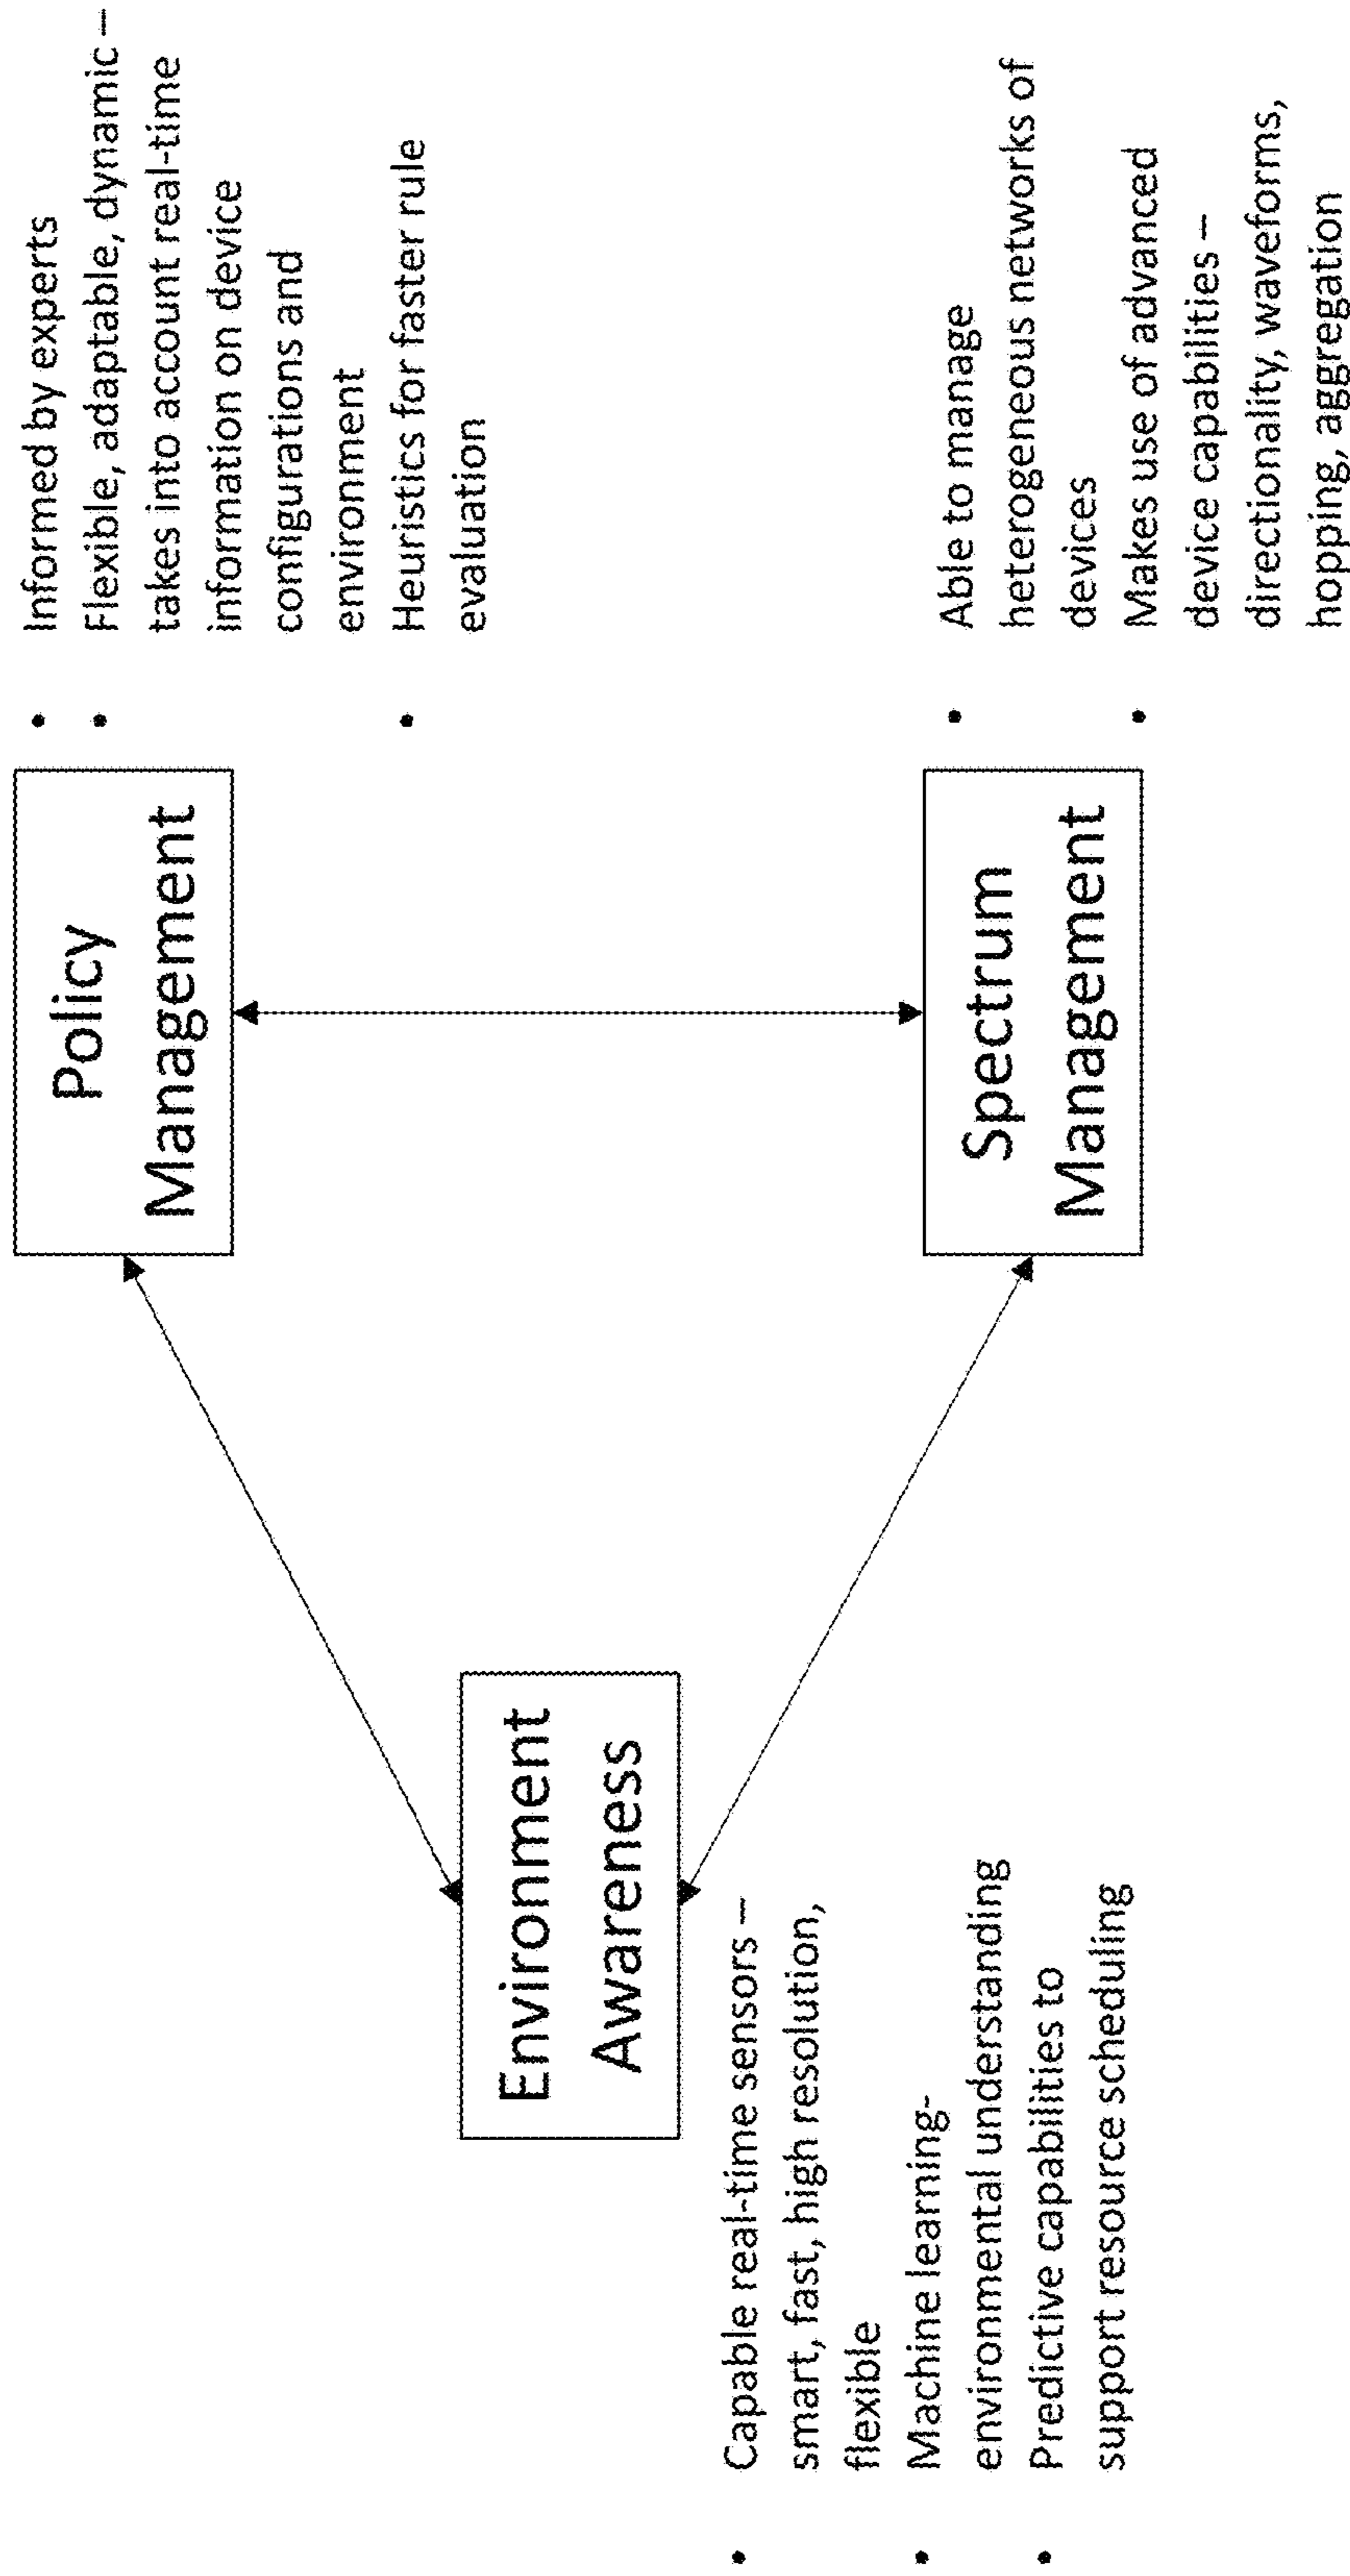 Policy
Management
• Informed by experts
• Flexible, adaptable, dynamic –
takes into account real-time
information on device
configurations and
environment
• Heuristics for faster rule
evaluation
Environment
Awareness
• Capable real-time sensors –
smart, fast, high resolution,
flexible
• Machine learning-
environmental understanding
• Predictive capabilities to
support resource scheduling
Spectrum
Management
• Able to manage
heterogeneous networks of
devices
• Makes use of advanced
device capabilities –
directionality, waveforms,
hopping, aggregation